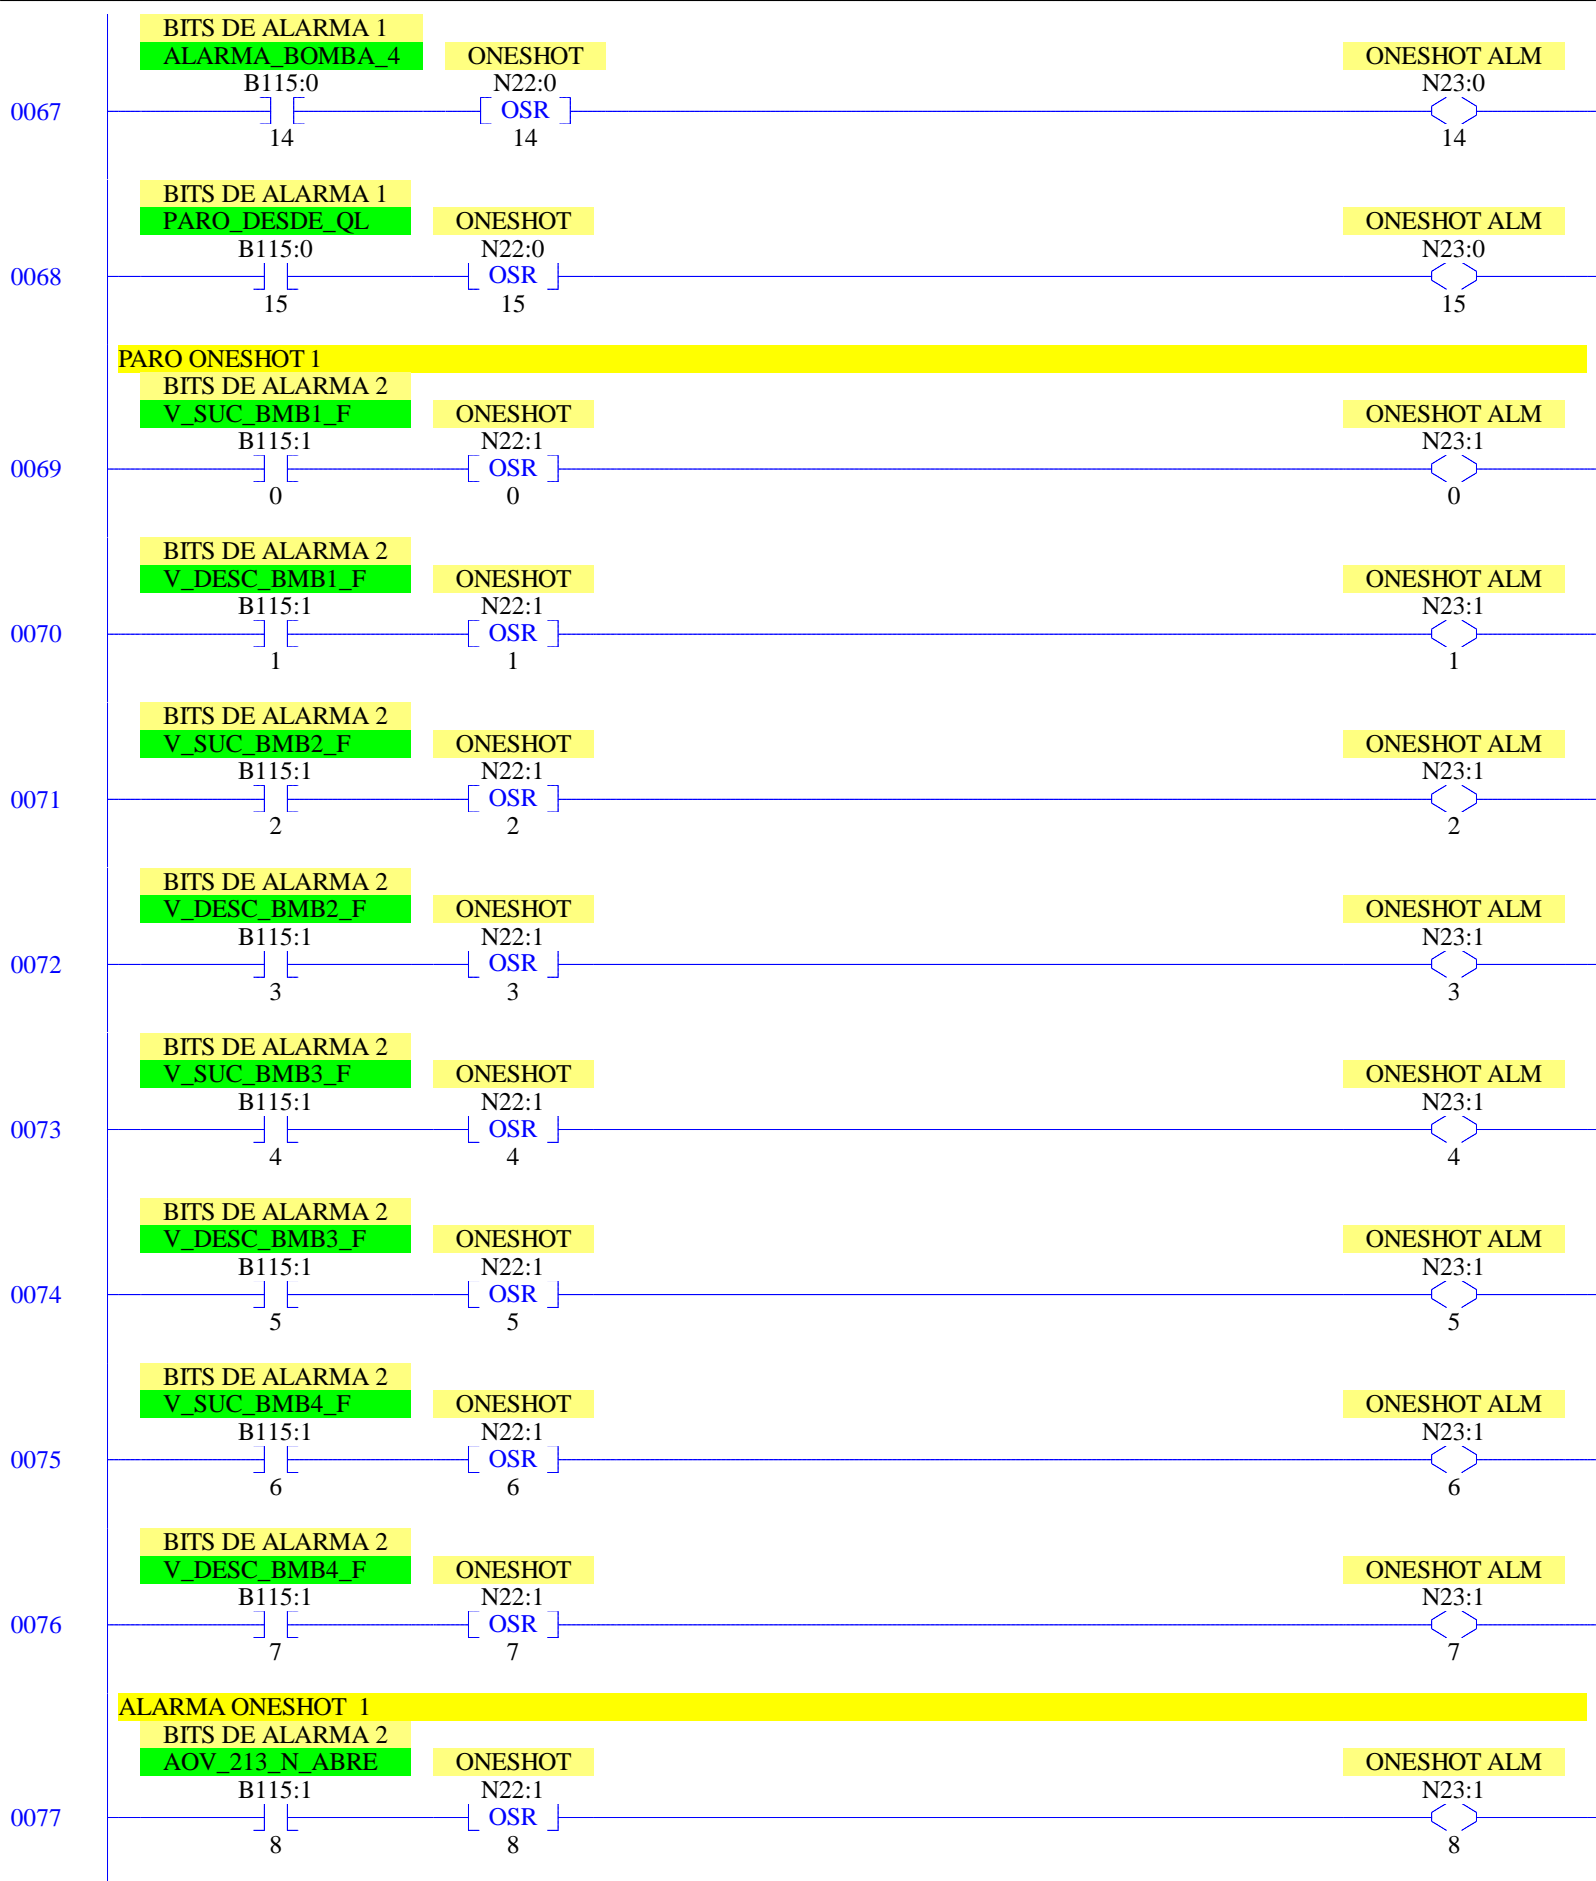 BITS DE ALARMA 1
ALARMA_BOMBA_4 ONESHOT ONESHOT ALM
B115:0 N22:0 N23:0
0067 OSR
14 14 14
BITS DE ALARMA 1
PARO_DESDE_QL ONESHOT ONESHOT ALM
B115:0 N22:0 N23:0
0068 OSR
15 15 15
PARO ONESHOT 1
BITS DE ALARMA 2
V_SUC_BMB1_F ONESHOT ONESHOT ALM
B115:1 N22:1 N23:1
0069 OSR
0 0 0
BITS DE ALARMA 2
V_DESC_BMB1_F ONESHOT ONESHOT ALM
B115:1 N22:1 N23:1
0070 OSR
1 1 1
BITS DE ALARMA 2
V_SUC_BMB2_F ONESHOT ONESHOT ALM
B115:1 N22:1 N23:1
0071 OSR
2 2 2
BITS DE ALARMA 2
V_DESC_BMB2_F ONESHOT ONESHOT ALM
B115:1 N22:1 N23:1
0072 OSR
3 3 3
BITS DE ALARMA 2
V_SUC_BMB3_F ONESHOT ONESHOT ALM
B115:1 N22:1 N23:1
0073 OSR
4 4 4
BITS DE ALARMA 2
V_DESC_BMB3_F ONESHOT ONESHOT ALM
B115:1 N22:1 N23:1
0074 OSR
5 5 5
BITS DE ALARMA 2
V_SUC_BMB4_F ONESHOT ONESHOT ALM
B115:1 N22:1 N23:1
0075 OSR
6 6 6
BITS DE ALARMA 2
V_DESC_BMB4_F ONESHOT ONESHOT ALM
B115:1 N22:1 N23:1
0076 OSR
7 7 7
ALARMA ONESHOT 1
BITS DE ALARMA 2
AOV_213_N_ABRE ONESHOT ONESHOT ALM
B115:1 N22:1 N23:1
0077 OSR
8 8 8